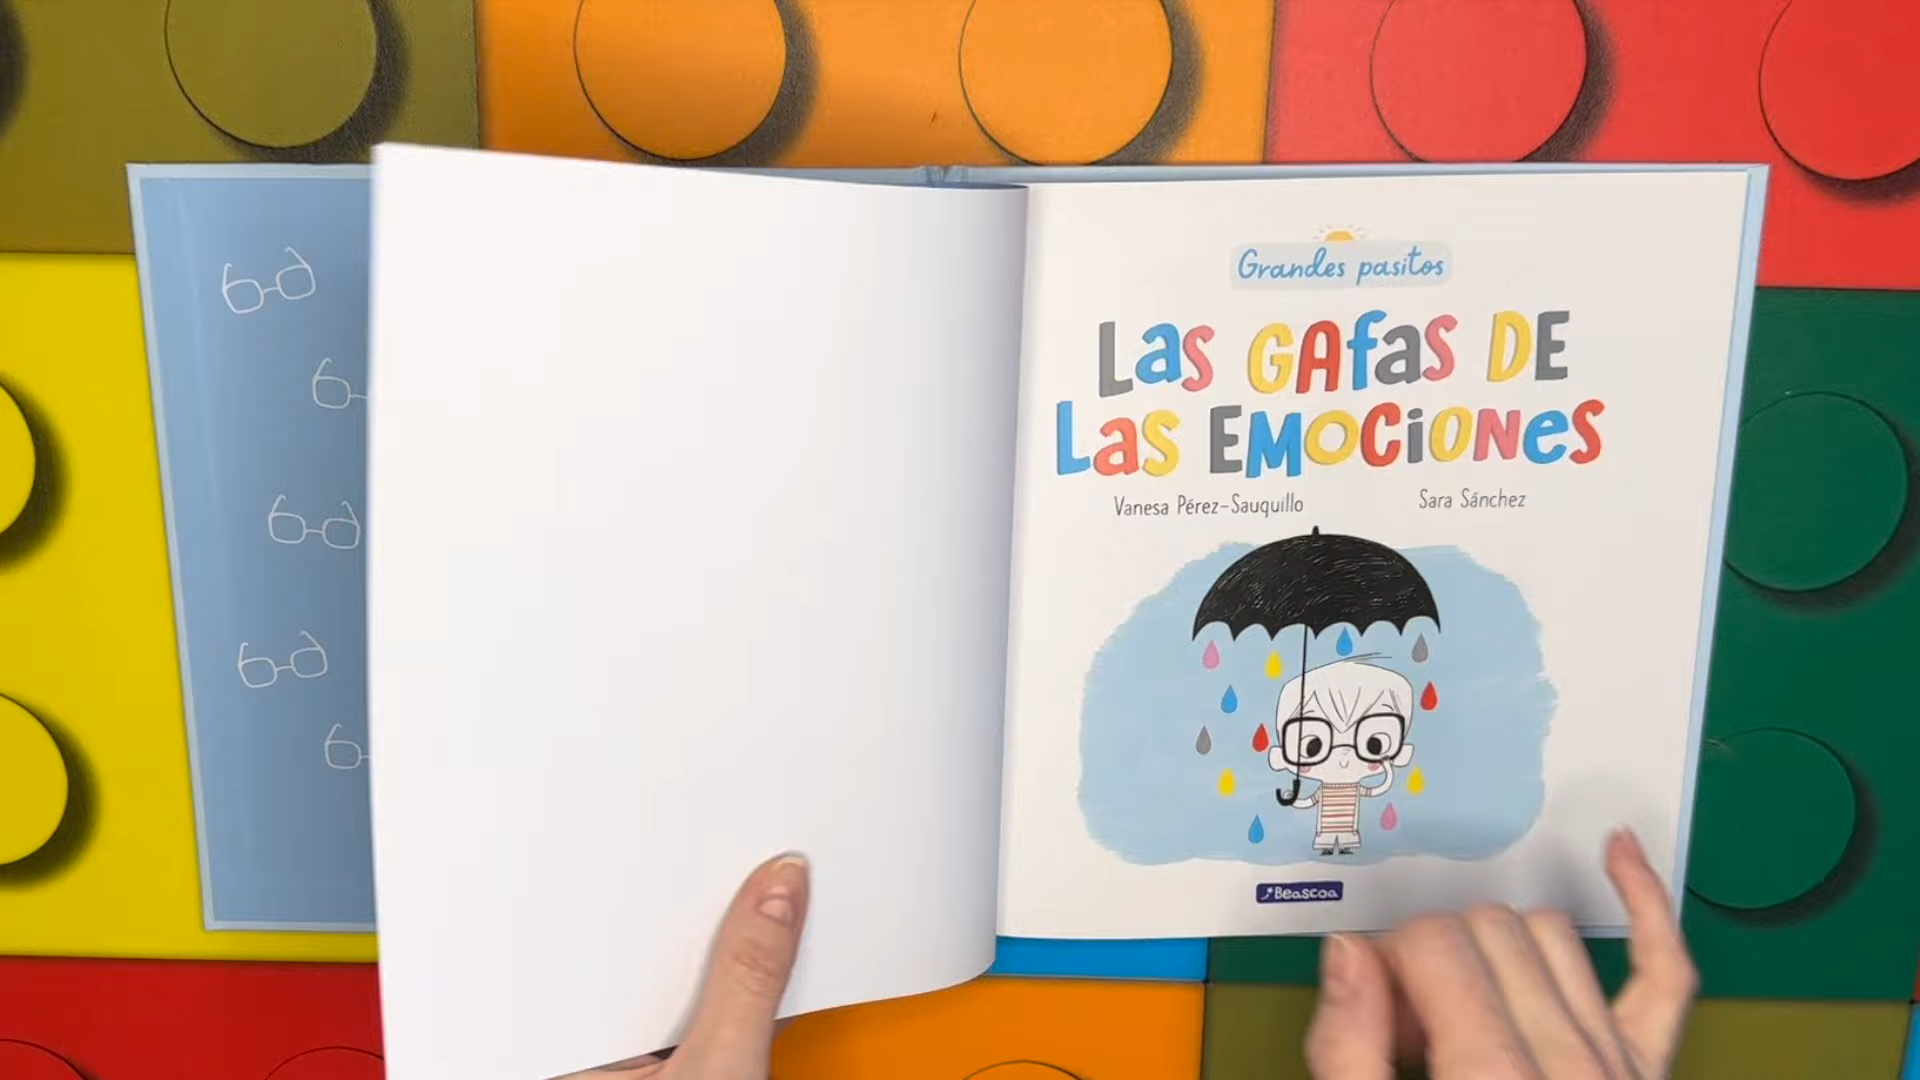 Grandes pasitos
Las GAfas DE
Las EMOCiONes
Vanesa Pérez-Sauquillo
Sara Sánchez
Beascoa